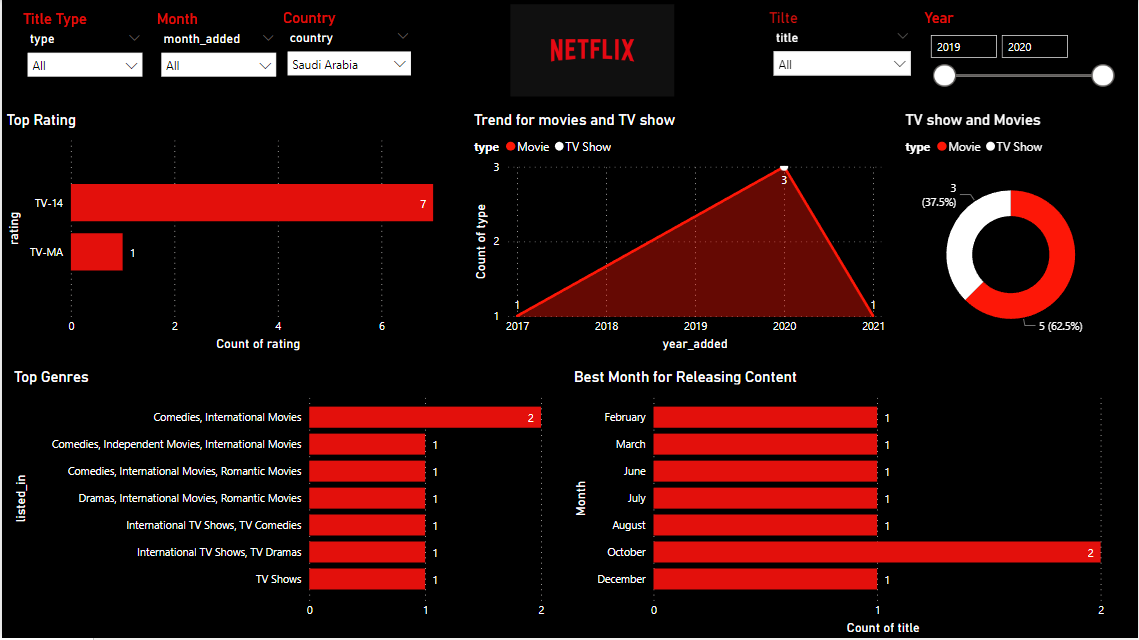 Title Type
type
All
Month
month_added
All
Country
country
Saudi Arabia
NETFLIX
Tilte
title
All
Year
2019
2020
Top Rating
rating
TV-14
7
TV-MA
1
0
2
4
6
Count of rating
Trend for movies and TV show
type Movie TV Show
Count of type
3
2
1
1
3
1
2017
2018
2019
2020
2021
year_added
TV show and Movies
type Movie TV Show
3
(37.5%)
5 (62.5%)
Top Genres
listed_in
Comedies, International Movies
2
Comedies, Independent Movies, International Movies
1
Comedies, International Movies, Romantic Movies
1
Dramas, International Movies, Romantic Movies
1
International TV Shows, TV Comedies
1
International TV Shows, TV Dramas
1
TV Shows
1
0
1
2
Best Month for Releasing Content
Month
February
1
March
1
June
1
July
1
August
1
October
2
December
1
0
1
2
Count of title